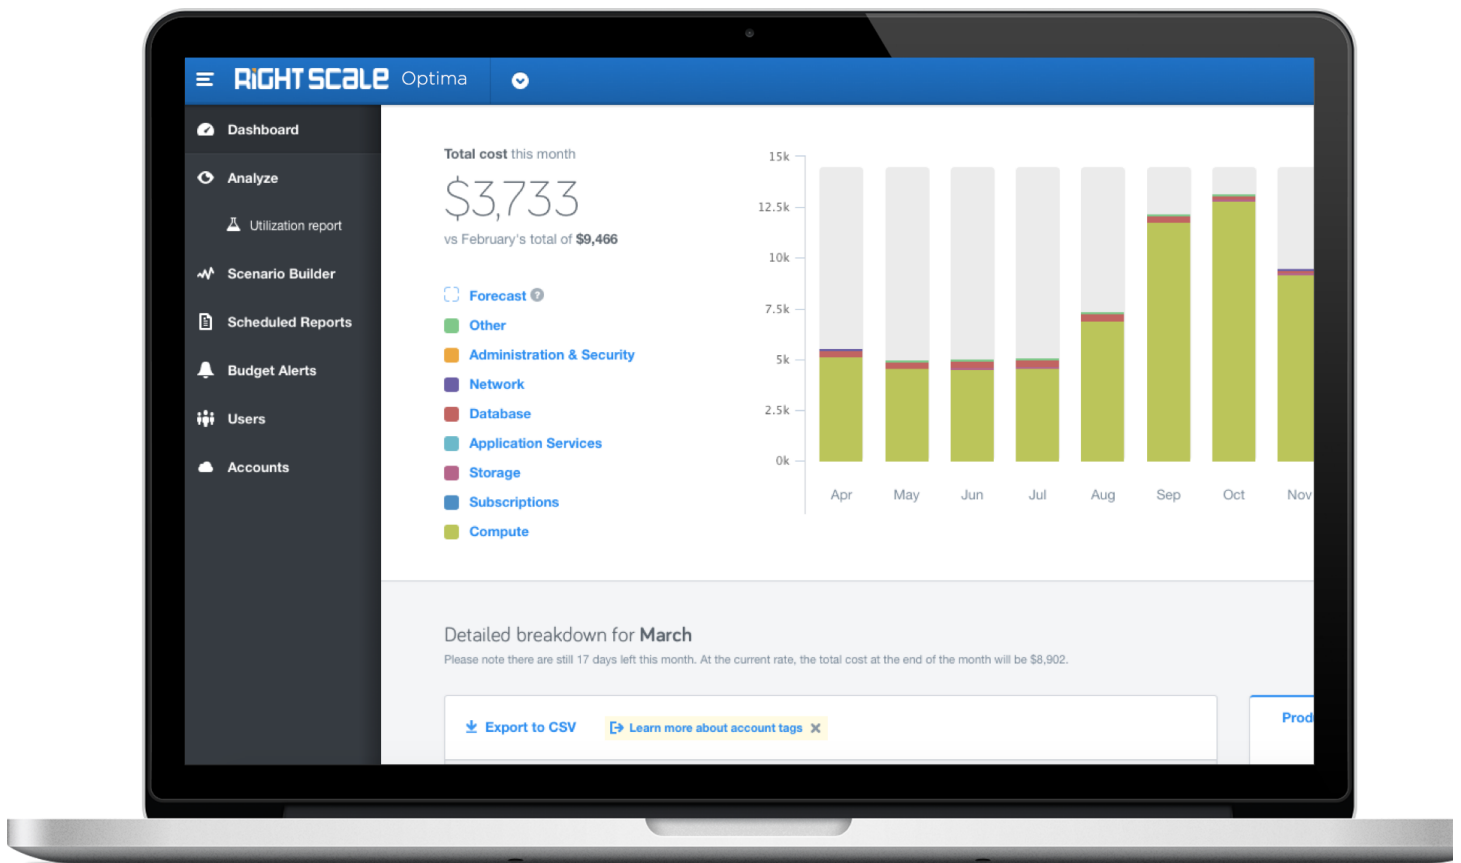 RIGHTSCALE Optima
Dashboard
Analyze
Utilization report
Scenario Builder
Scheduled Reports
Budget Alerts
Users
Accounts
Total cost this month
$3,733
vs February's total of $9,466
Forecast ?
Other
Administration & Security
Network
Database
Application Services
Storage
Subscriptions
Compute
15k
12.5k
10k
7.5k
5k
2.5k
0k
Apr May Jun Jul Aug Sep Oct Nov
Detailed breakdown for March
Please note there are still 17 days left this month. At the current rate, the total cost at the end of the month will be $8,902.
Export to CSV
Learn more about account tags
Prod